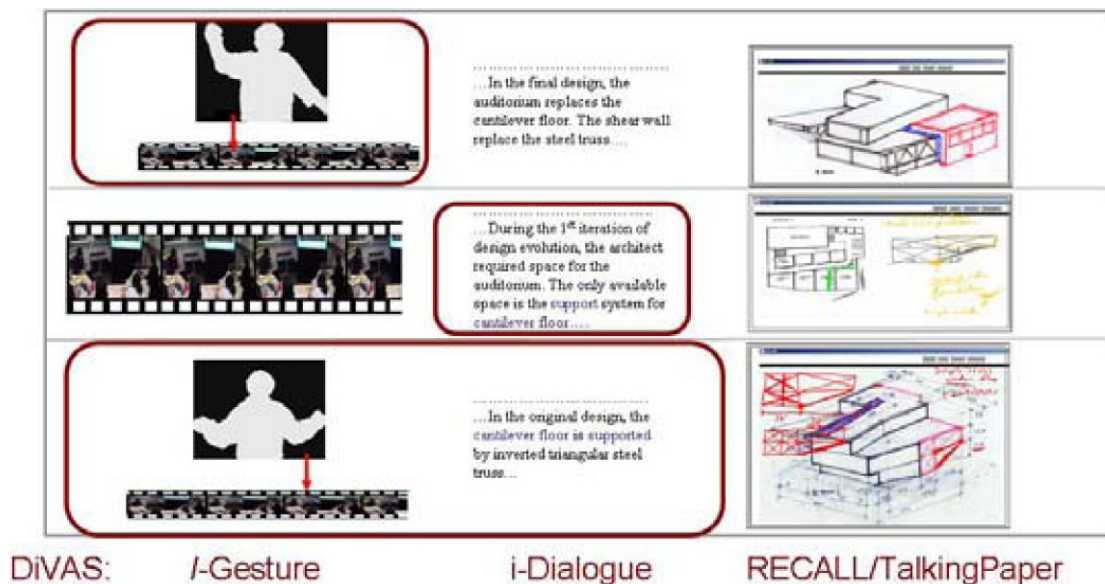 …………………………………
…In the final design, the
auditorium replaces the
cantilever floor. The shear wall
replace the steel truss….
…………………………………
…During the 1st iteration of
design evolution, the architect
required space for the
auditorium. The only available
space is the support system for
cantilever floor….
…………………………………
…In the original design, the
cantilever floor is supported
by inverted triangular steel
truss…
DiVAS: I-Gesture i-Dialogue RECALL/TalkingPaper